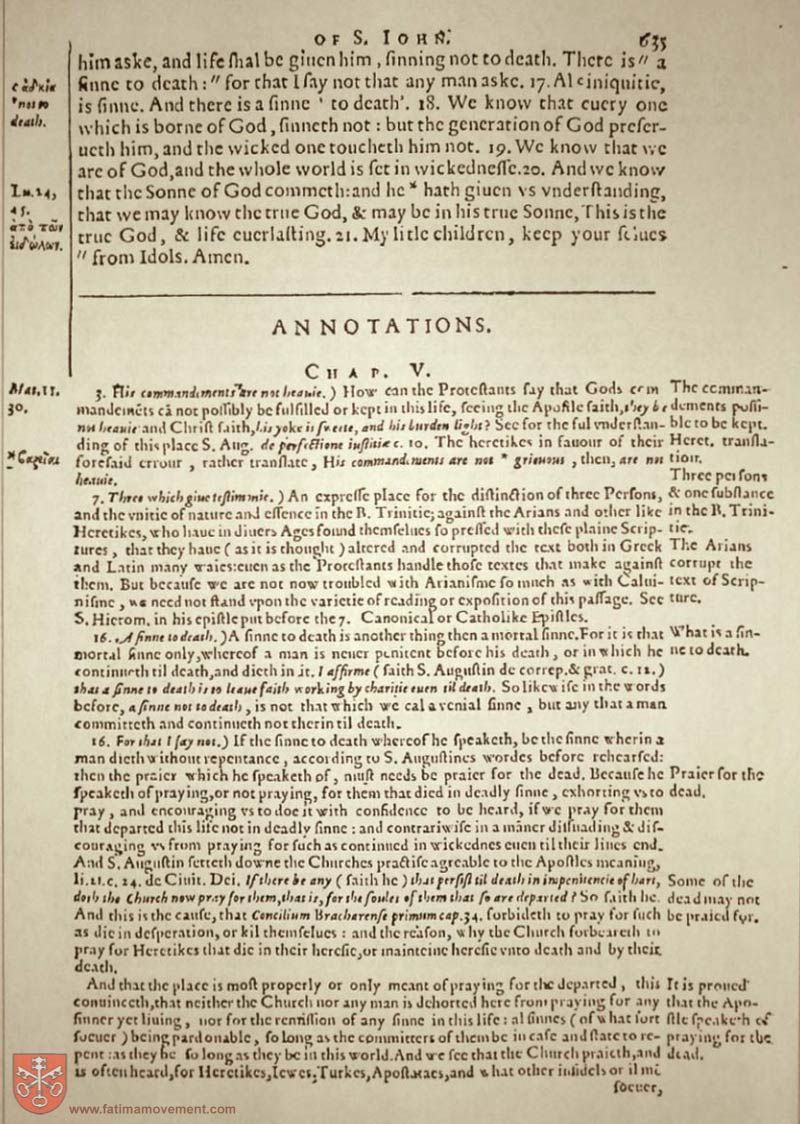 OF S. IOHN.
635
him aske, and life ſhal be giuen him, ſinning not to death. There is " a
ſinne to death: " for that I ſay not that any man aske. 17. Al ᶜ iniquitie,
is ſinne. And there is a ſinne ' to death'. 18. We know that euery one
which is borne of God, ſinneth not: but the generation of God preſer-
ueth him, and the wicked one toucheth him not. 19. We know that we
are of God, and the whole world is ſet in wickedneſſe. 20. And we know
that the Sonne of God commeth: and he * hath giuen vs vnderſtanding,
that we may know the true God, & may be in his true Sonne, This is the
true God, & life euerlaſting. 21. My litle children, keep your ſelues
" from Idols. Amen.
c ἀδικία
'not to
death.
Lu. 24,
45.
ἀπὸ τῶν
εἰδώλων.
ANNOTATIONS.
CHAP. V.
3. His commandements are not heauie.) How can the Proteſtants ſay that Gods com
mandemẽts cã not poſſibly be fulfilled or kept in this life, ſeeing the Apoſtle ſaith, they be
not heauie and Chriſt ſaith, his yoke is ſweete, and his burden light? See for the ful vnderſtan-
ding of this place S. Aug. de perfectione iuſtitiæ c. 10. The heretikes in fauour of their
foreſaid errour, rather tranſlate, His commandements are not * grieuous, then, are not
heauie.
Mat. 11.
30.
* βαρεῖαι
The comman-
dements poſſi-
ble to be kept.
Heret. tranſla-
tion.
7. Three which giue teſtimonie.) An expreſſe place for the diſtinction of three Perſons,
and the vnitie of nature and eſſence in the B. Trinitie; againſt the Arians and other like
Heretikes, who haue in diuers Ages found themſelues ſo preſſed with theſe plaine Scrip-
tures, that they haue (as it is thought) altered and corrupted the text both in Greek
and Latin many waies: euen as the Proteſtants handle thoſe textes that make againſt
them. But becauſe we are not now troubled with Arianiſme ſo much as with Calui-
niſme, we need not ſtand vpon the varietie of reading or expoſition of this paſſage. See
S. Hierom. in his epiſtle put before the 7. Canonical or Catholike Epiſtles.
Three perſons
& one ſubſtance
in the B. Trini-
tie.
The Arians
corrupt the
text of Scrip-
ture.
16. A ſinne to death.) A ſinne to death is another thing then a mortal ſinne. For it is that
mortal ſinne only, whereof a man is neuer penitent before his death, or in which he
continueth til death, and dieth in it. I affirme (ſaith S. Auguſtin de correp. & grat. c. 12.)
that a ſinne to death is to leaue faith working by charitie euen til death. So likewiſe in the words
before, a ſinne not to death, is not that which we cal a venial ſinne, but any that a man
committeth and continueth not therin til death.
What is a ſin-
ne to death.
16. For that I ſay not.) If the ſinne to death whereof he ſpeaketh, be the ſinne wherin a
man dieth without repentance, according to S. Auguſtines wordes before rehearſed:
then the praier which he ſpeaketh of, muſt needs be praier for the dead. Becauſe he
ſpeaketh of praying, or not praying, for them that died in deadly ſinne, exhorting vs to
pray, and encouraging vs to doe it with confidence to be heard, if we pray for them
that departed this life not in deadly ſinne: and contrariwiſe in a maner diſſuading & diſ-
couraging vs from praying for ſuch as continued in wickednes euen til their liues end.
And S. Auguſtin ſetteth downe the Churches practiſe agreable to the Apoſtles meaning,
li. 21. c. 24. de Ciuit. Dei. If there be any (ſaith he) that perſiſt til death in impenitencie of hart,
doth the Church now pray for them, that is, for the ſoules of them that ſo are departed? So ſaith he.
And this is the cauſe, that Concilium Bracharenſe primum cap. 34. forbideth to pray for ſuch
as die in deſperation, or kil themſelues: and the reaſon, why the Church forbeareth to
pray for Heretikes that die in their hereſie, or mainteine hereſie vnto death and by their
death.
Praier for the
dead.
Some of the
dead may not
be praied for.
And that the place is moſt properly or only meant of praying for the departed, this
conuinceth, that neither the Church nor any man is dehorted here from praying for any
ſinner yet liuing, nor for the remiſſion of any ſinne in this life: al ſinnes (of what ſort
ſoeuer) being pardonable, ſo long as the committers of them be in caſe and ſtate to re-
pent: as they be ſo long as they be in this world. And we ſee that the Church praieth, and
is often heard, for Heretikes, Iewes, Turkes, Apoſtataes, and what other infidels or il me
ſoeuer,
It is proued
that the Apo-
ſtle ſpeaketh of
praying for the
dead.
www.fatimamovement.com